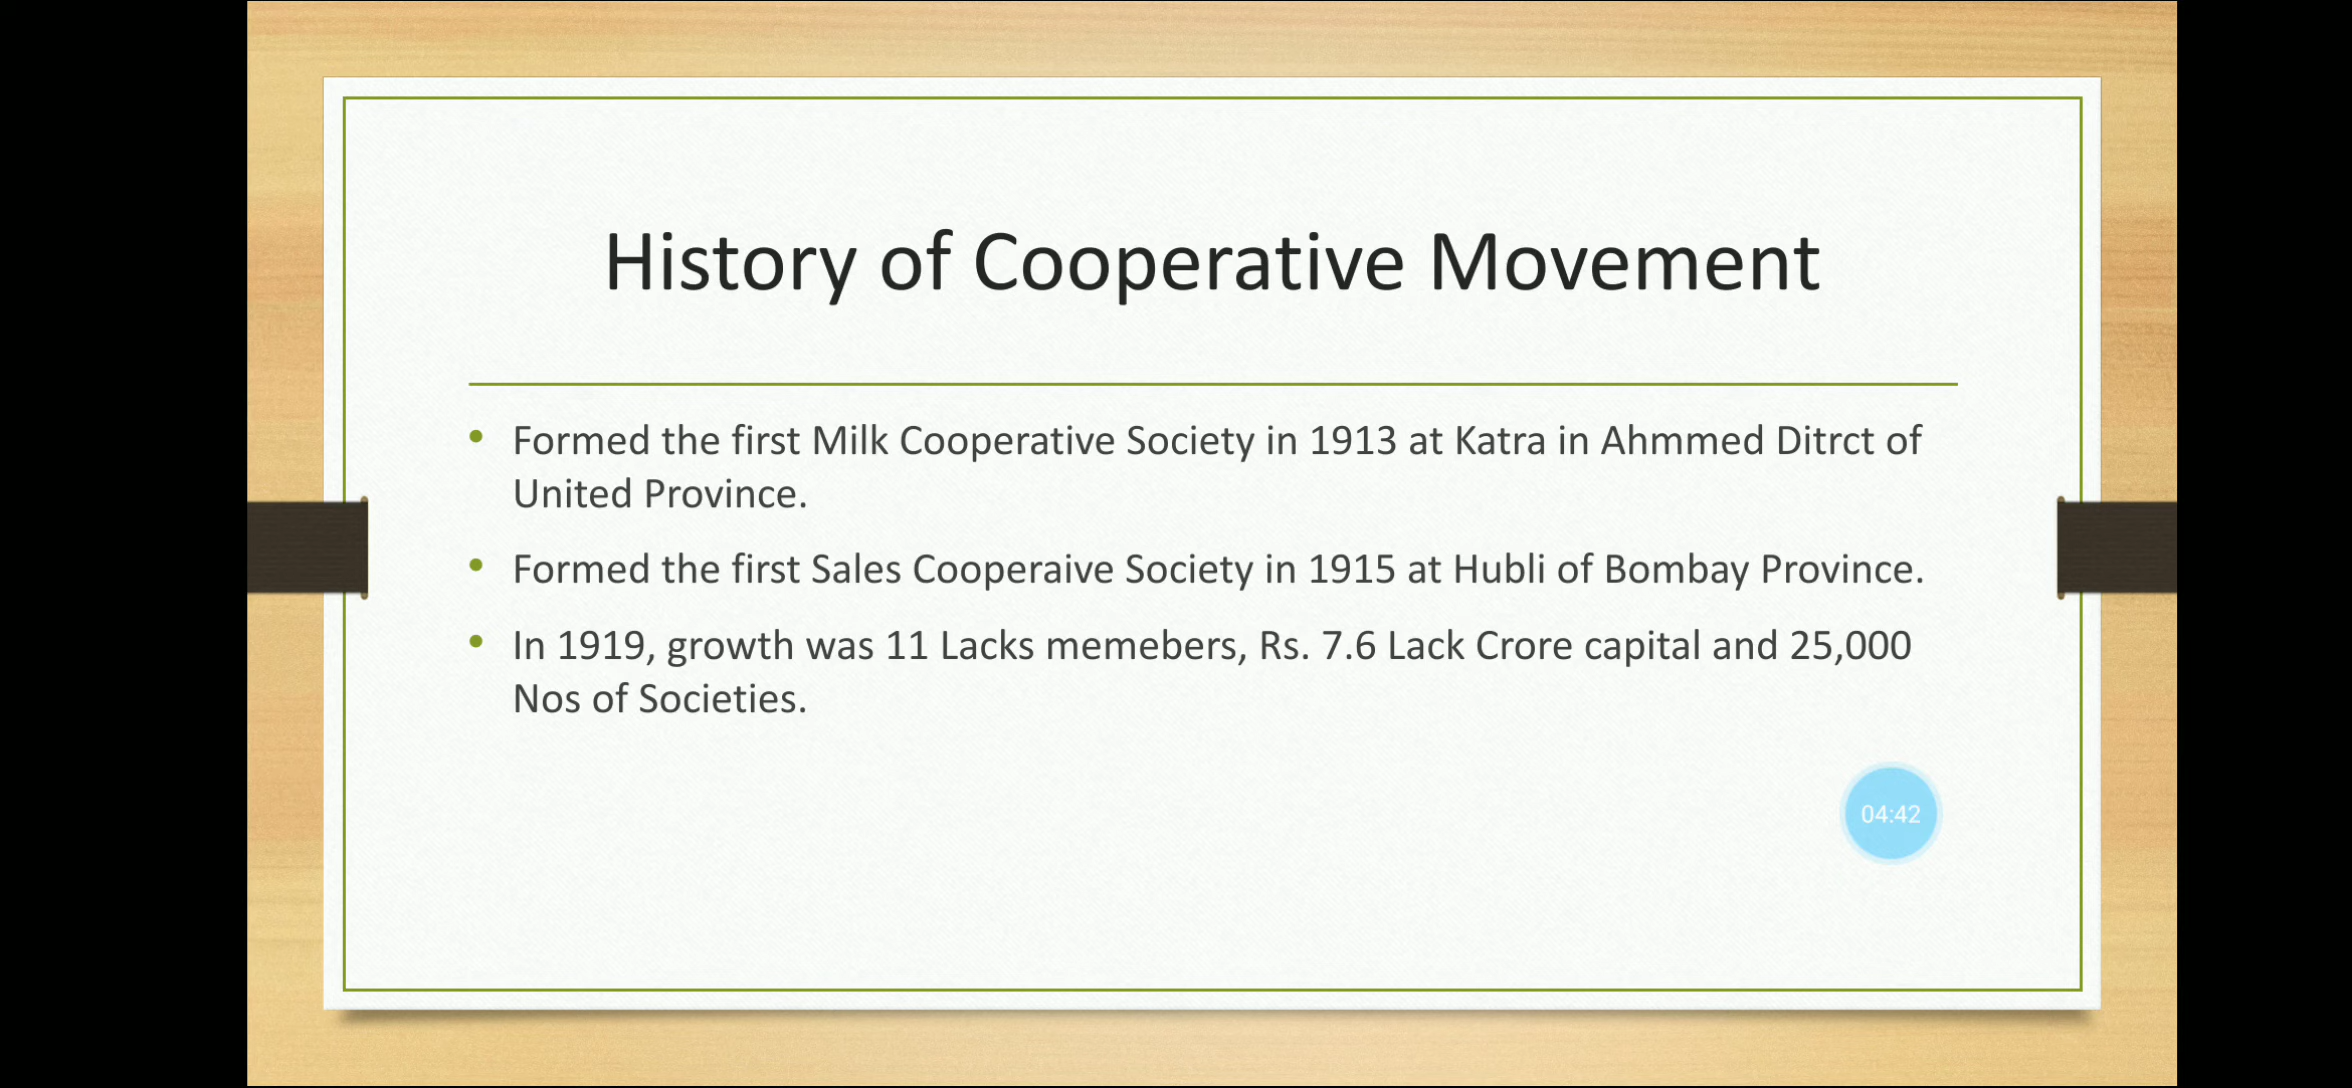 History of Cooperative Movement
• Formed the first Milk Cooperative Society in 1913 at Katra in Ahmmed Ditrct of
United Province.
• Formed the first Sales Cooperaive Society in 1915 at Hubli of Bombay Province.
• In 1919, growth was 11 Lacks memebers, Rs. 7.6 Lack Crore capital and 25,000
Nos of Societies.
04:42